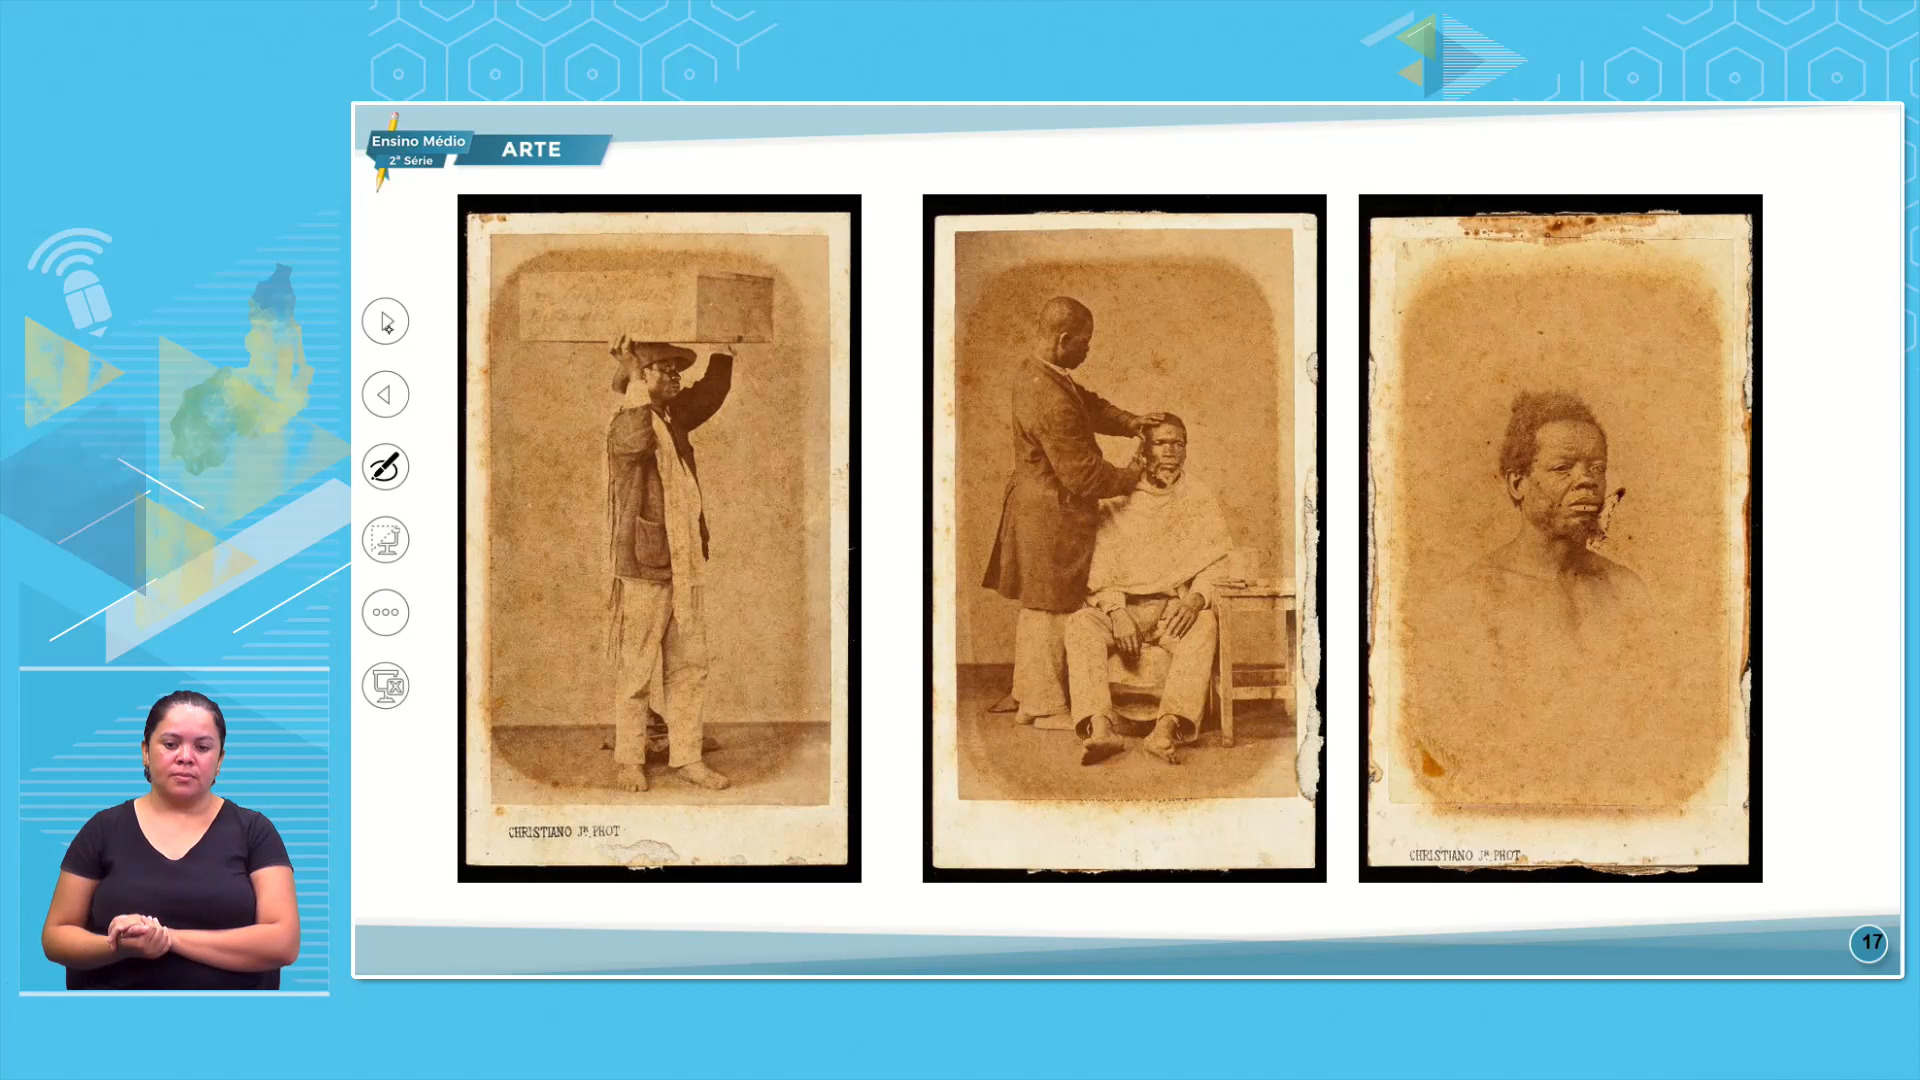 Ensino Médio
2ª Série
ARTE
CHRISTIANO Jᴿ. PHOT
CHRISTIANO Jᴿ. PHOT
17